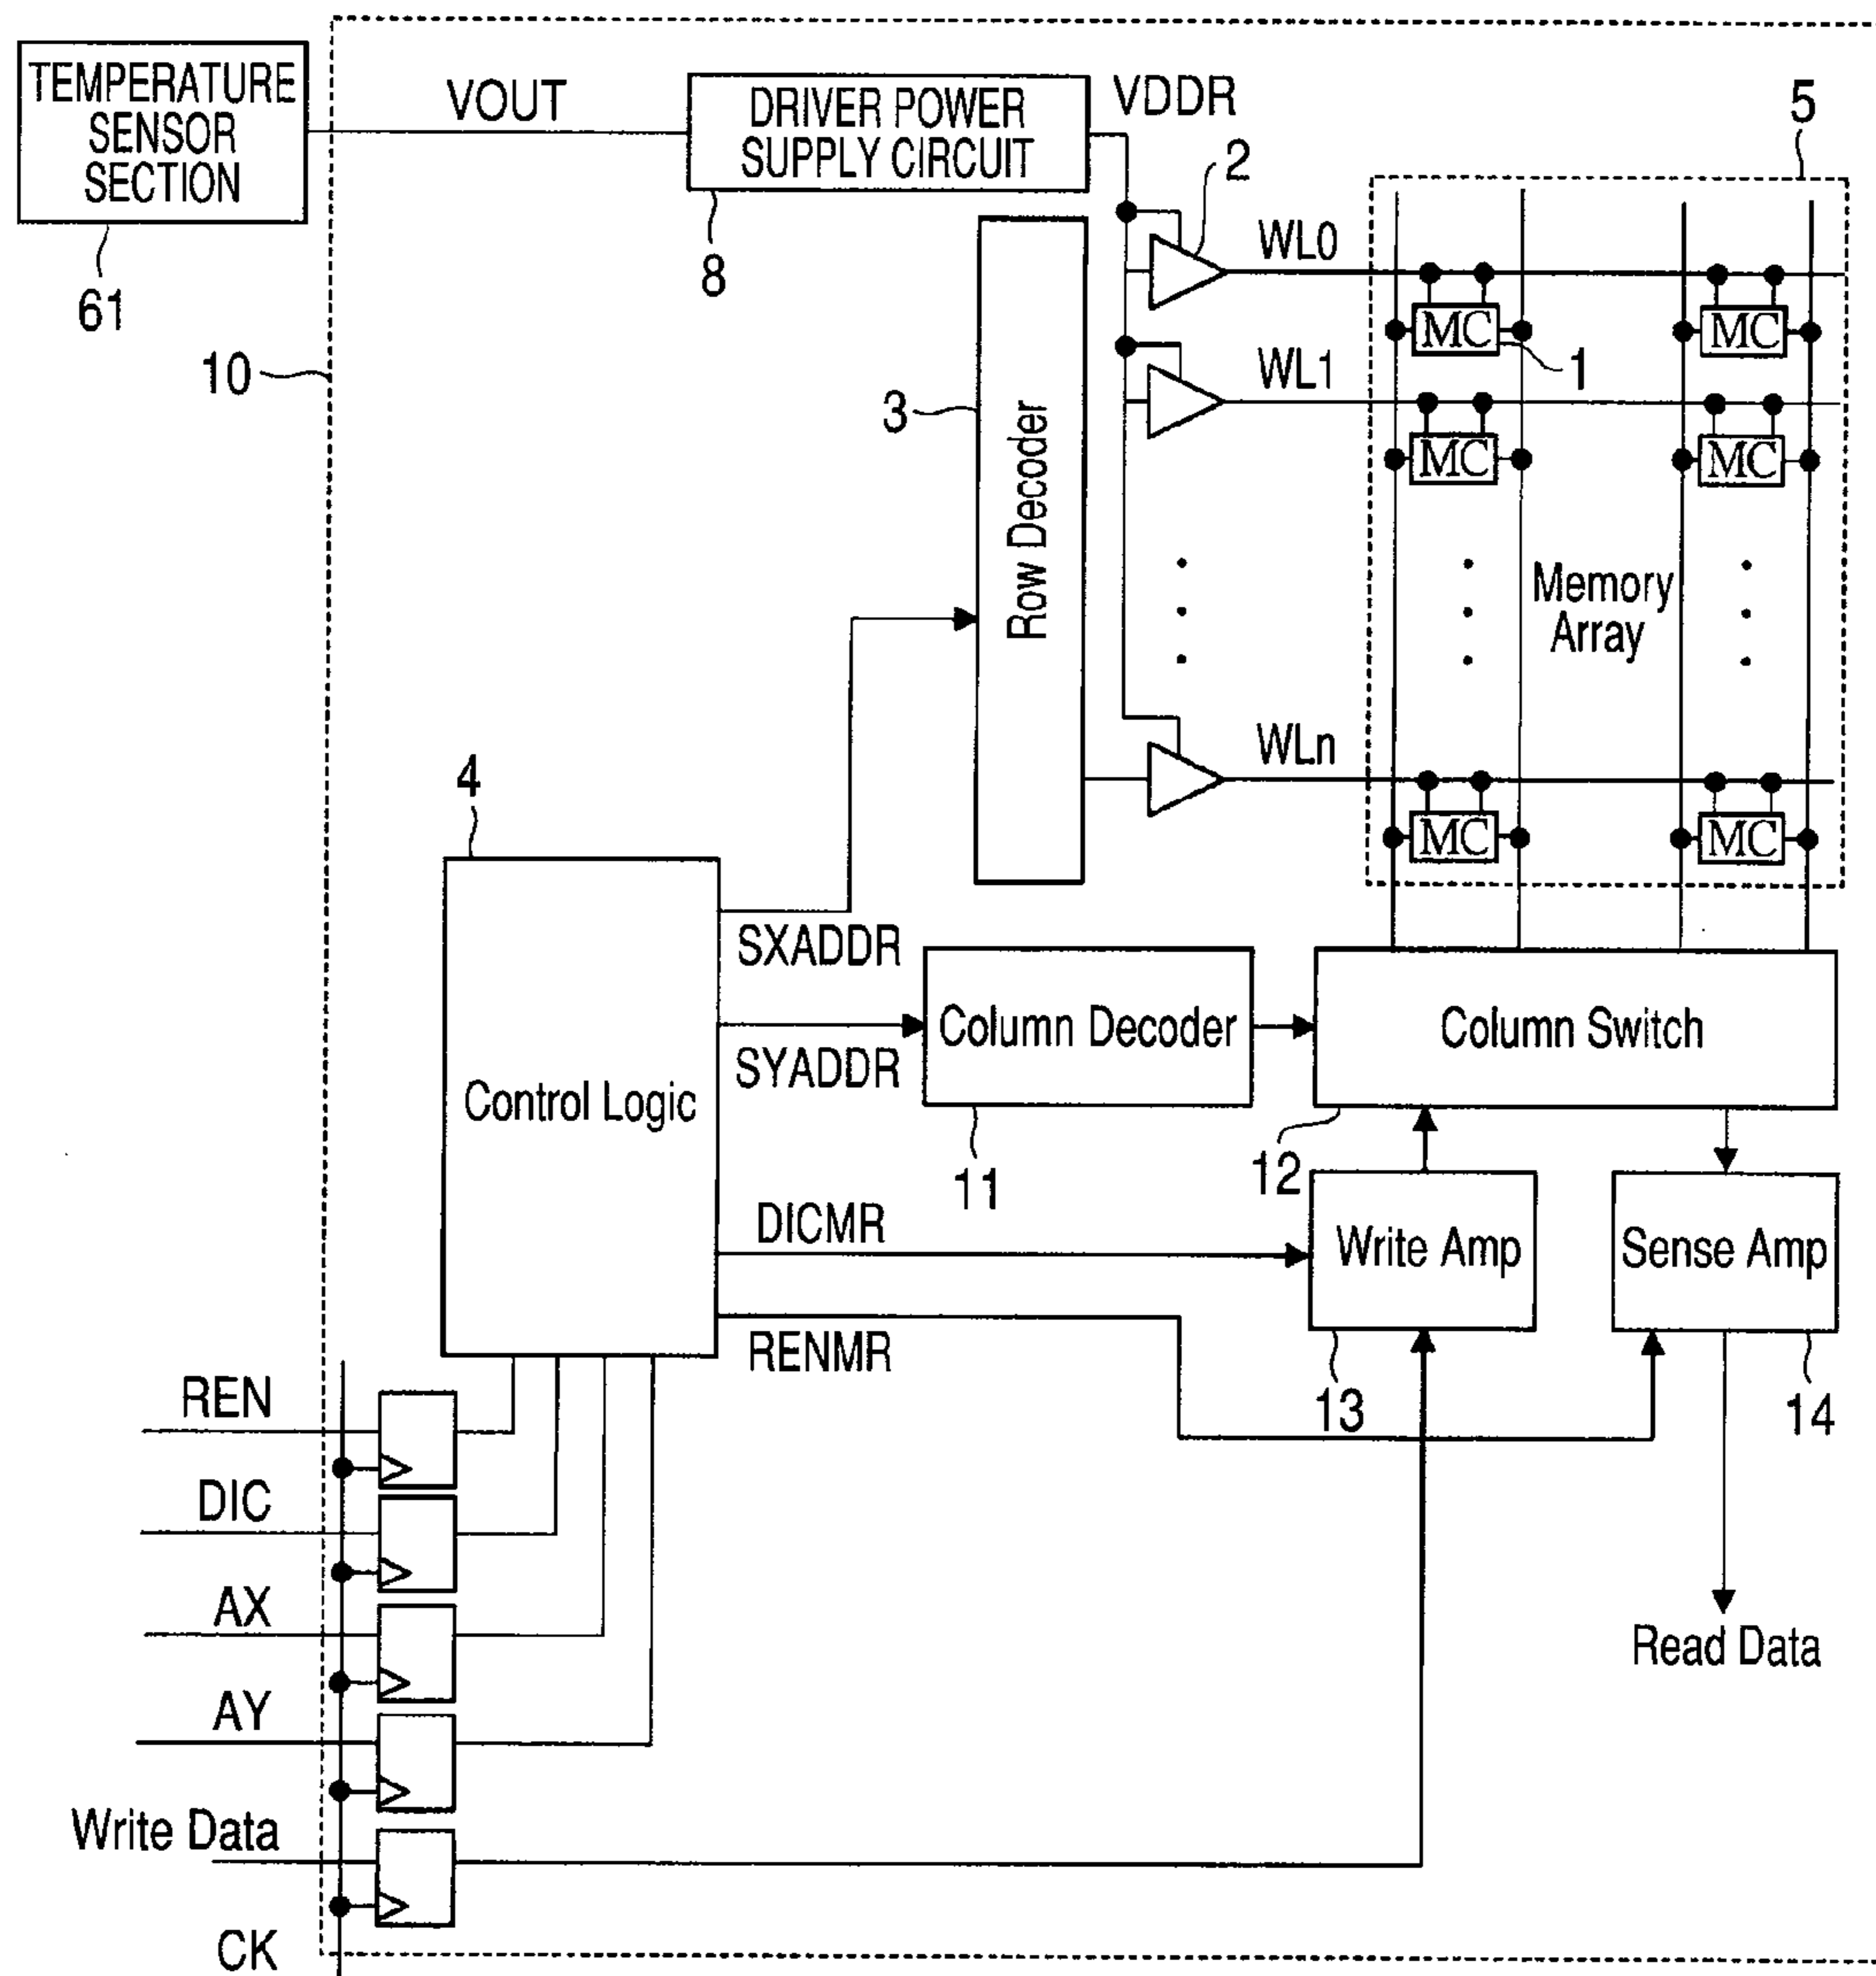 TEMPERATURE
SENSOR
SECTION
61
VOUT
DRIVER POWER
SUPPLY CIRCUIT
8
VDDR
2
5
10
3
Row Decoder
WL0
MC
MC
1
WL1
MC
MC
Memory
Array
WLn
MC
MC
4
Control Logic
SXADDR
SYADDR
Column Decoder
11
Column Switch
12
DICMR
Write Amp
13
Sense Amp
14
RENMR
REN
DIC
AX
AY
Write Data
CK
Read Data